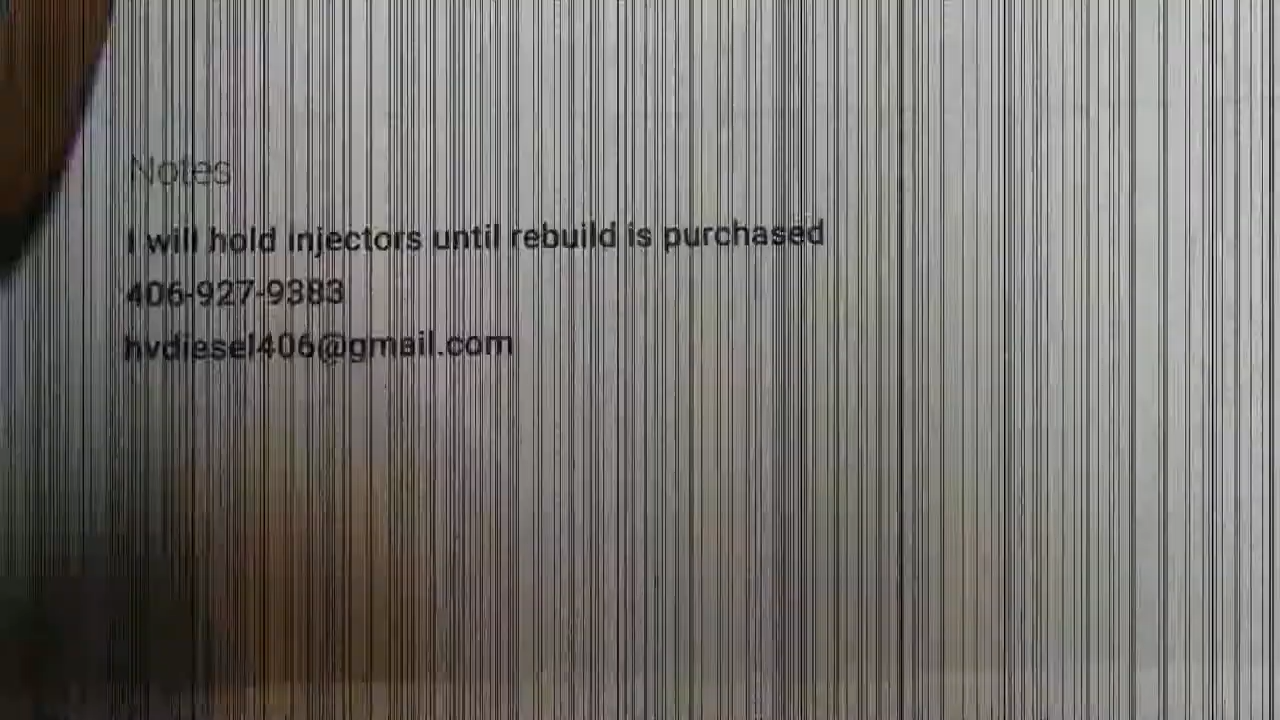 Notes
I will hold injectors until rebuild is purchased
406-927-9383
hvdiesel406@gmail.com